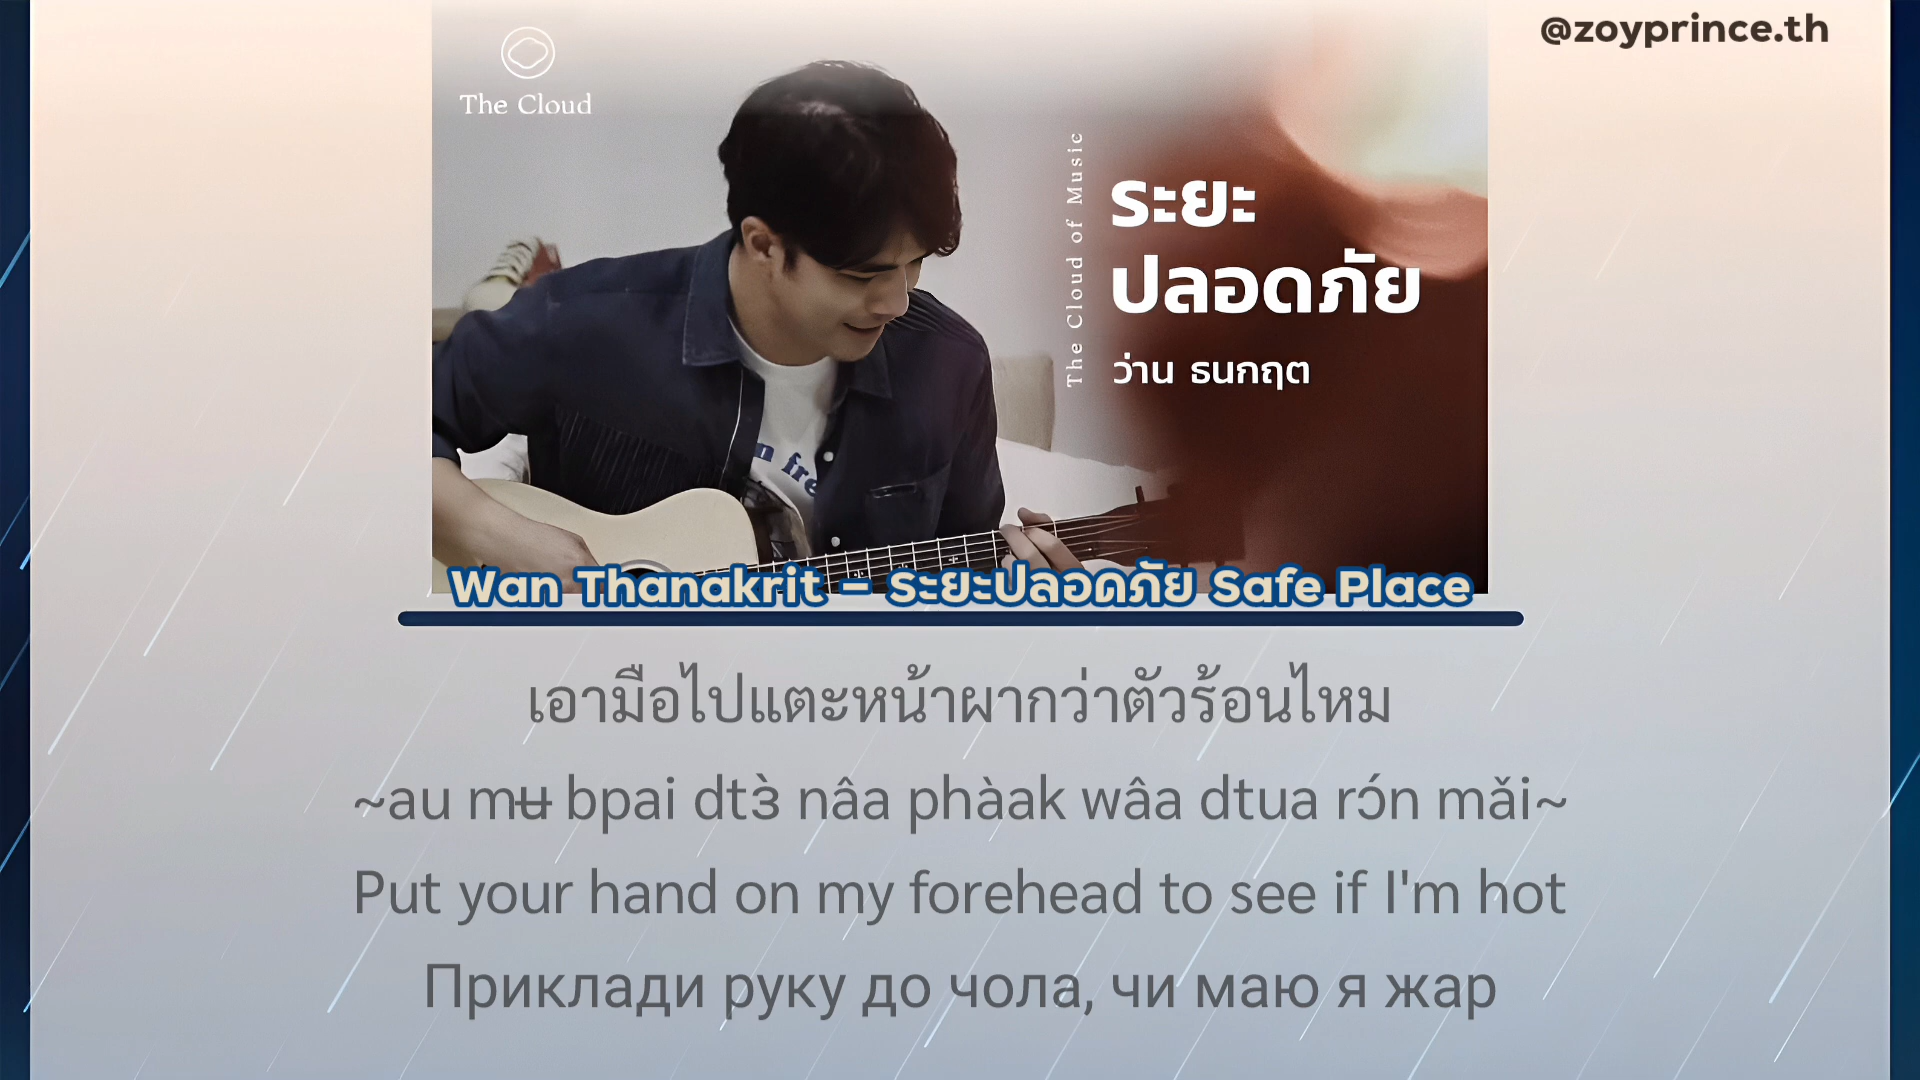 @zoyprince.th
The Cloud
The Cloud of Music
ระยะ
ปลอดภัย
ว่าน ธนกฤต
n fre
Wan Thanakrit – ระยะปลอดภัย Safe Place
เอามือไปแตะหน้าผากว่าตัวร้อนไหม
~au mʉʉ bpai dtɜ̀ nâa phàak wâa dtua rɔ́n mǎi~
Put your hand on my forehead to see if I'm hot
Приклади руку до чола, чи маю я жар